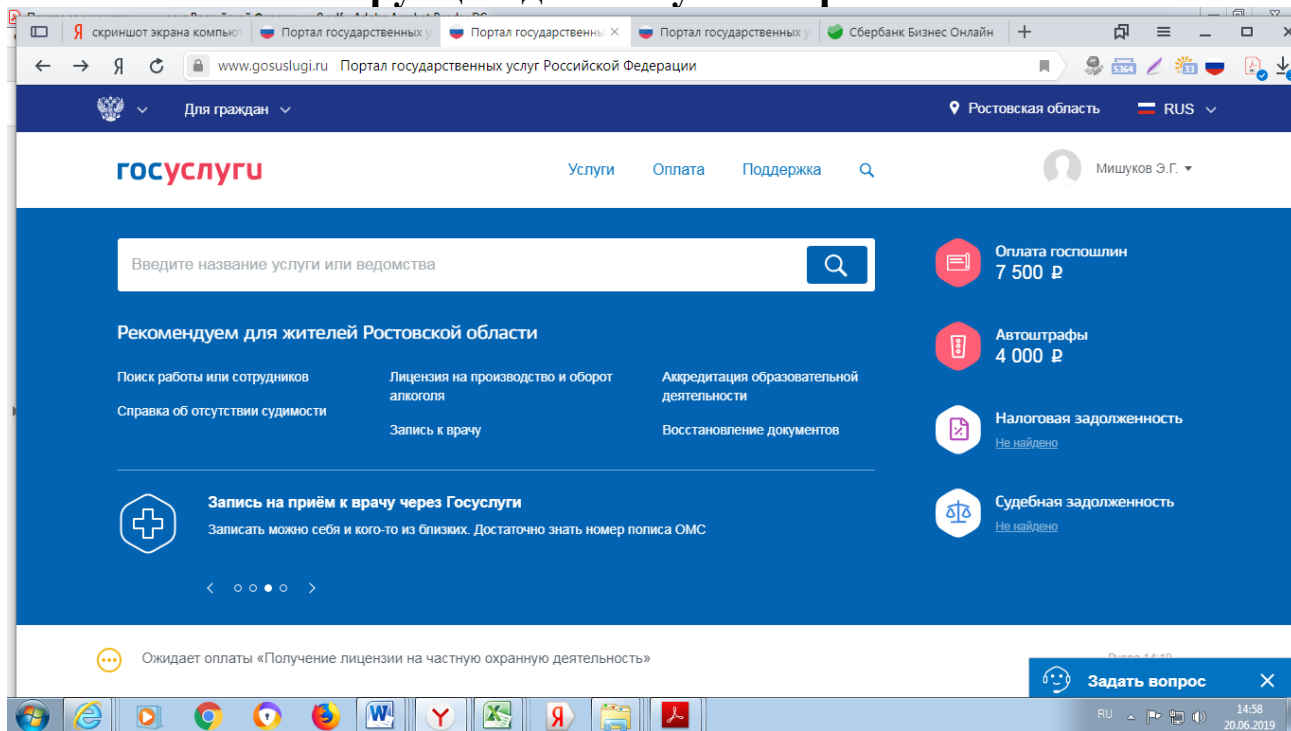 скриншот экрана компьют
Портал государственных у
Портал государственны
Портал государственных у
Сбербанк Бизнес Онлайн
www.gosuslugi.ru Портал государственных услуг Российской Федерации
5364
33
Для граждан
Ростовская область
RUS
госуслуги
Услуги
Оплата
Поддержка
Мишуков Э.Г.
Введите название услуги или ведомства
Рекомендуем для жителей Ростовской области
Поиск работы или сотрудников
Справка об отсутствии судимости
Лицензия на производство и оборот
алкоголя
Запись к врачу
Аккредитация образовательной
деятельности
Восстановление документов
Запись на приём к врачу через Госуслуги
Записать можно себя и кого-то из близких. Достаточно знать номер полиса ОМС
Оплата госпошлин
7 500 ₽
Автоштрафы
4 000 ₽
Налоговая задолженность
Не найдено
Судебная задолженность
Не найдено
Ожидает оплаты «Получение лицензии на частную охранную деятельность»
Задать вопрос
RU
14:58
20.06.2019